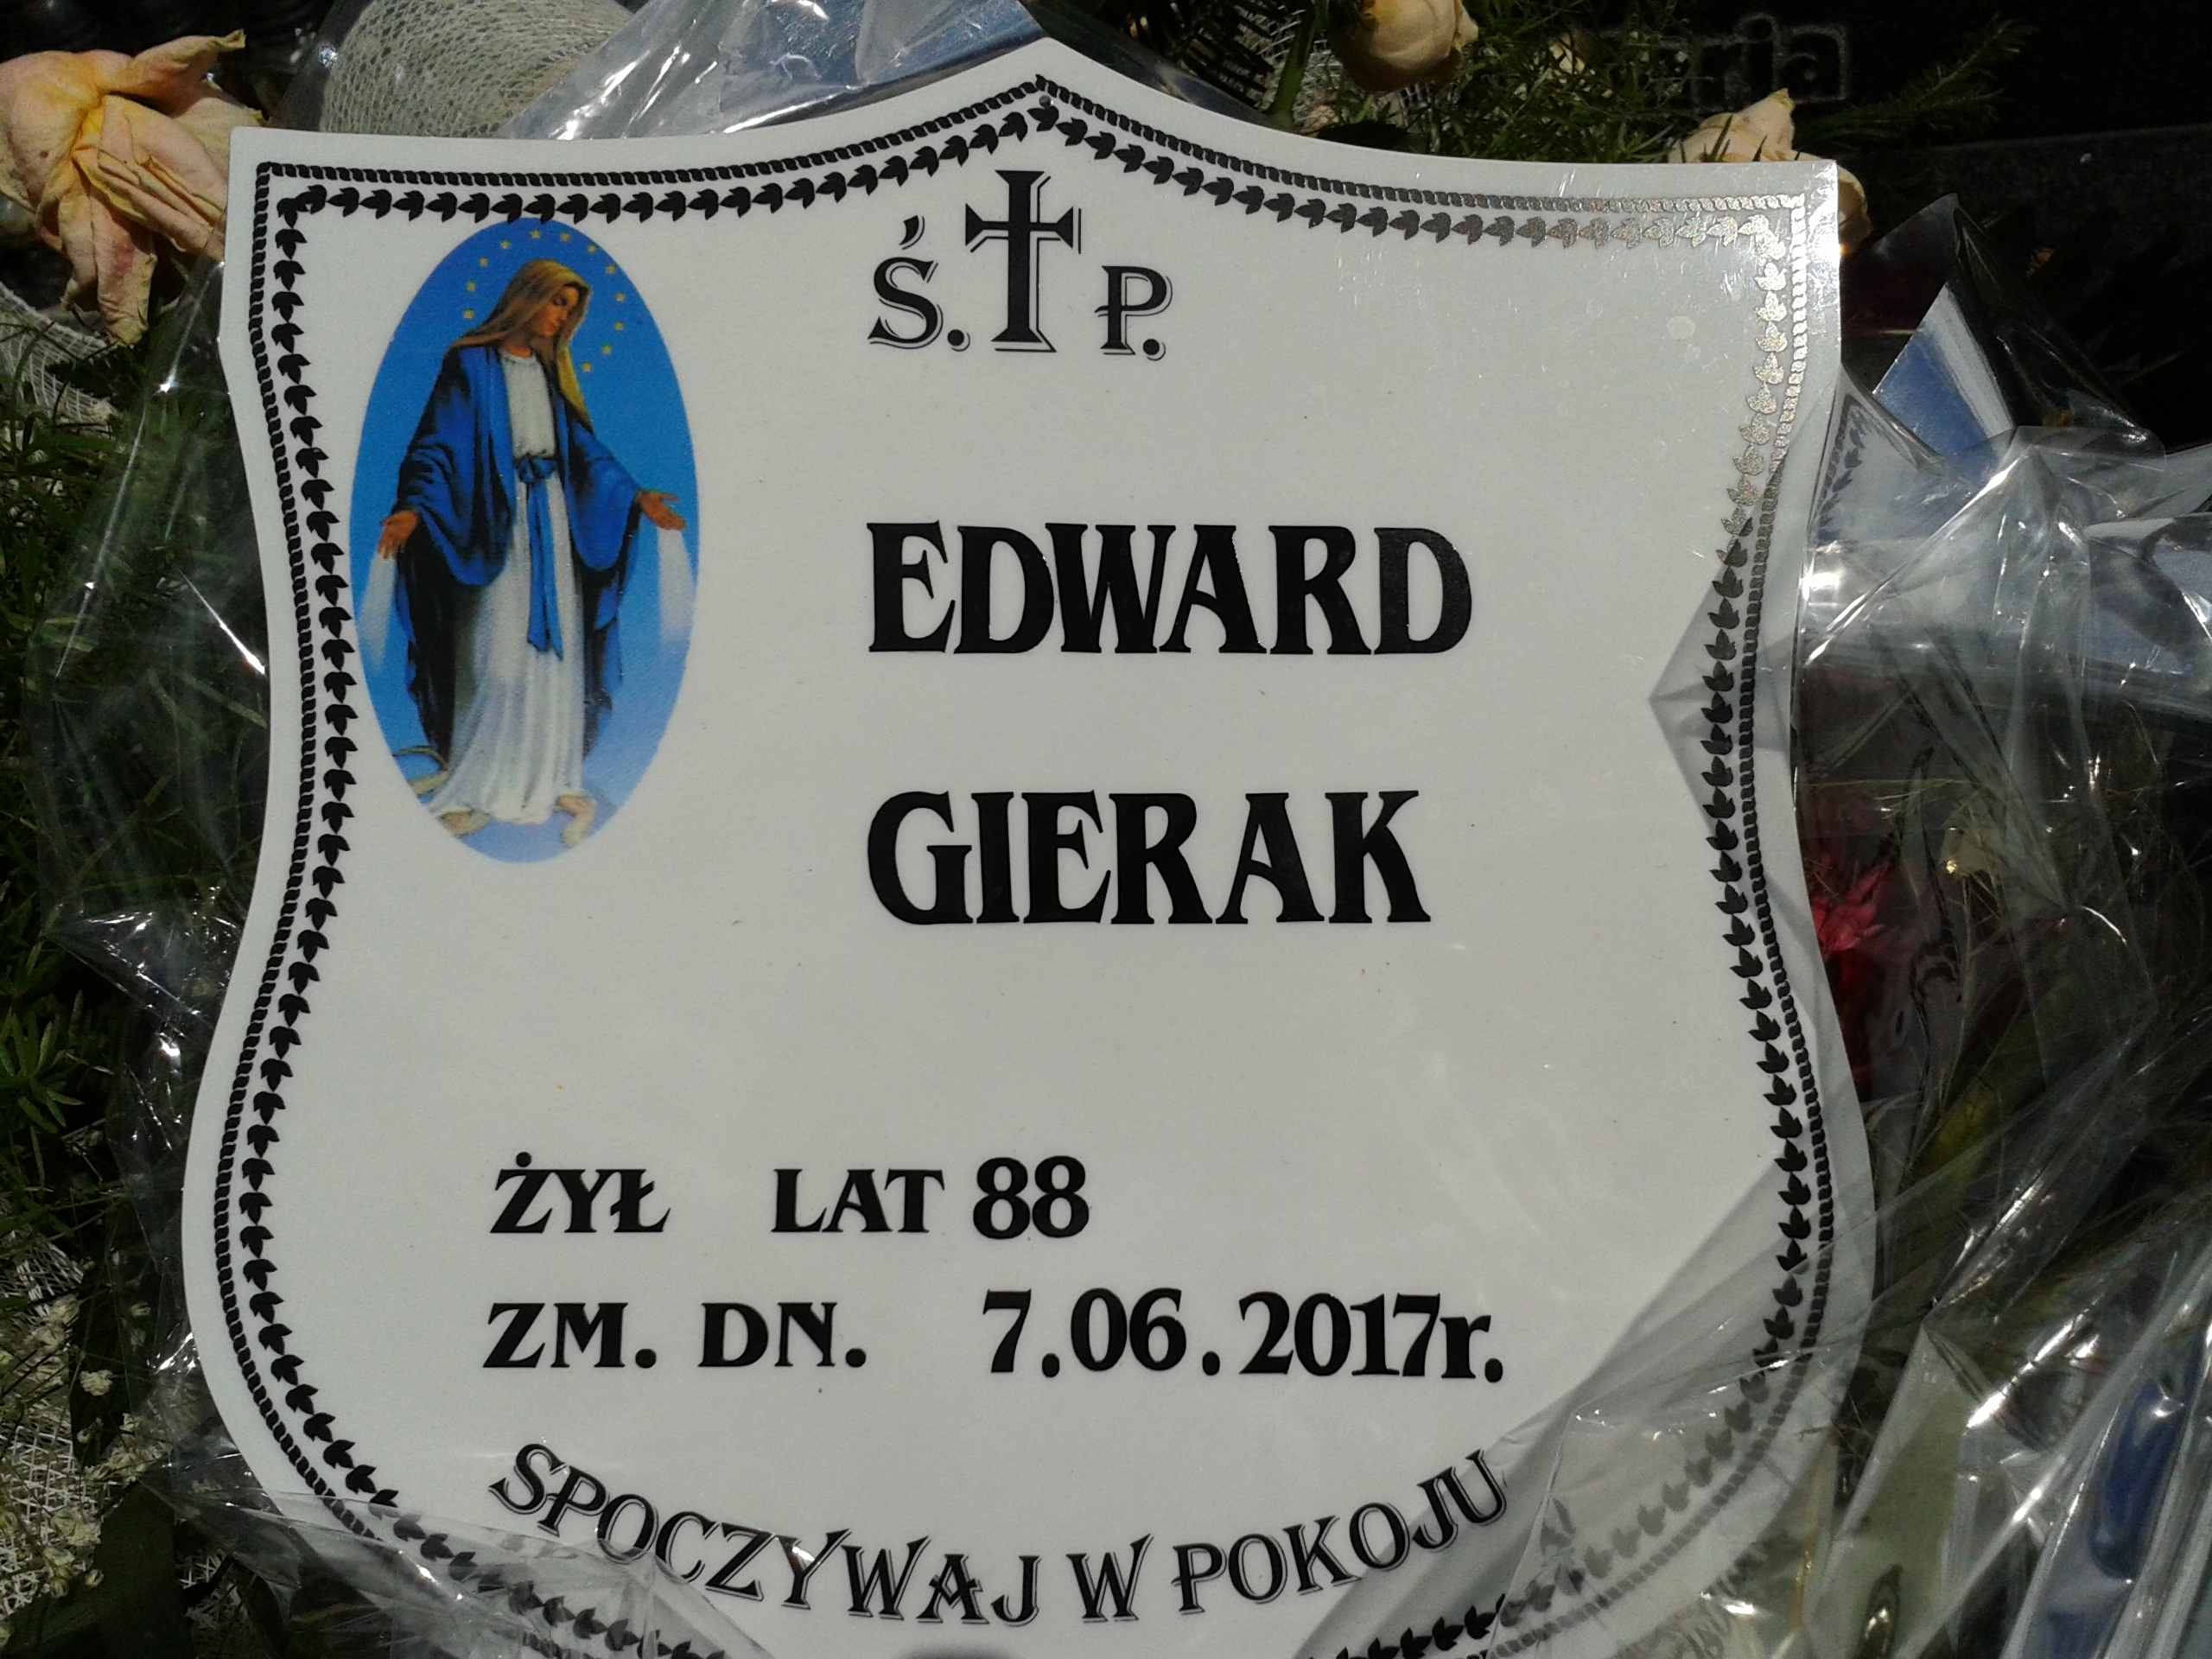 Ś. P.
EDWARD
GIERAK
ŻYŁ LAT 88
ZM. DN. 7.06.2017r.
SPOCZYWAJ W POKOJU